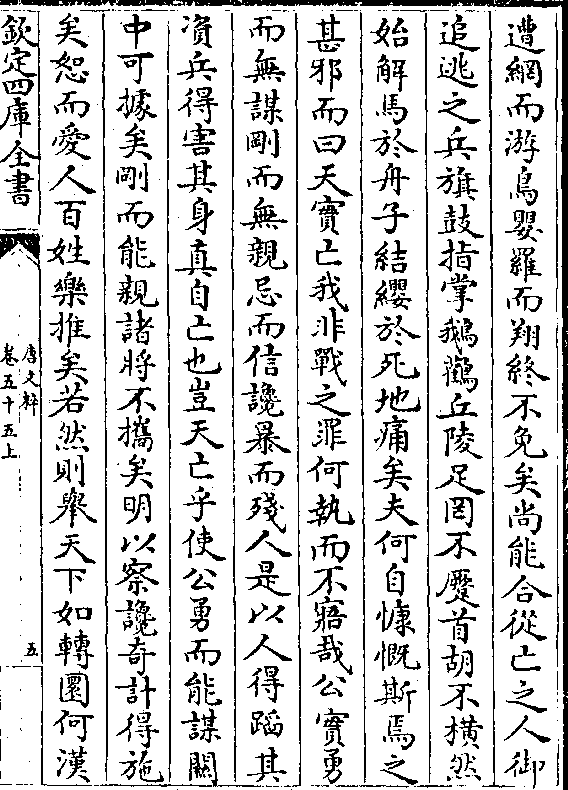 遭網而游鳥嬰羅而翔終不免矣尚能合從亡之人御
追逃之兵旗鼓指掌鵝鸛丘陵足罔不蹷首胡不橫然
始解馬於舟子結纓於死地痛矣夫何自慷慨斯焉之
甚邪而曰天實亡我非戰之罪何執而不寤哉公實勇
而無謀剛而無親忌而信讒暴而殘人是以人得蹈其
資兵得害其身真自亡也豈天亡乎使公勇而能謀關
中可據矣剛而能親諸將不攜矣明以察讒奇計得施
矣恕而愛人百姓樂推矣若然則舉天下如轉圜何漢
欽定四庫全書
唐文粹
卷五十五上
五